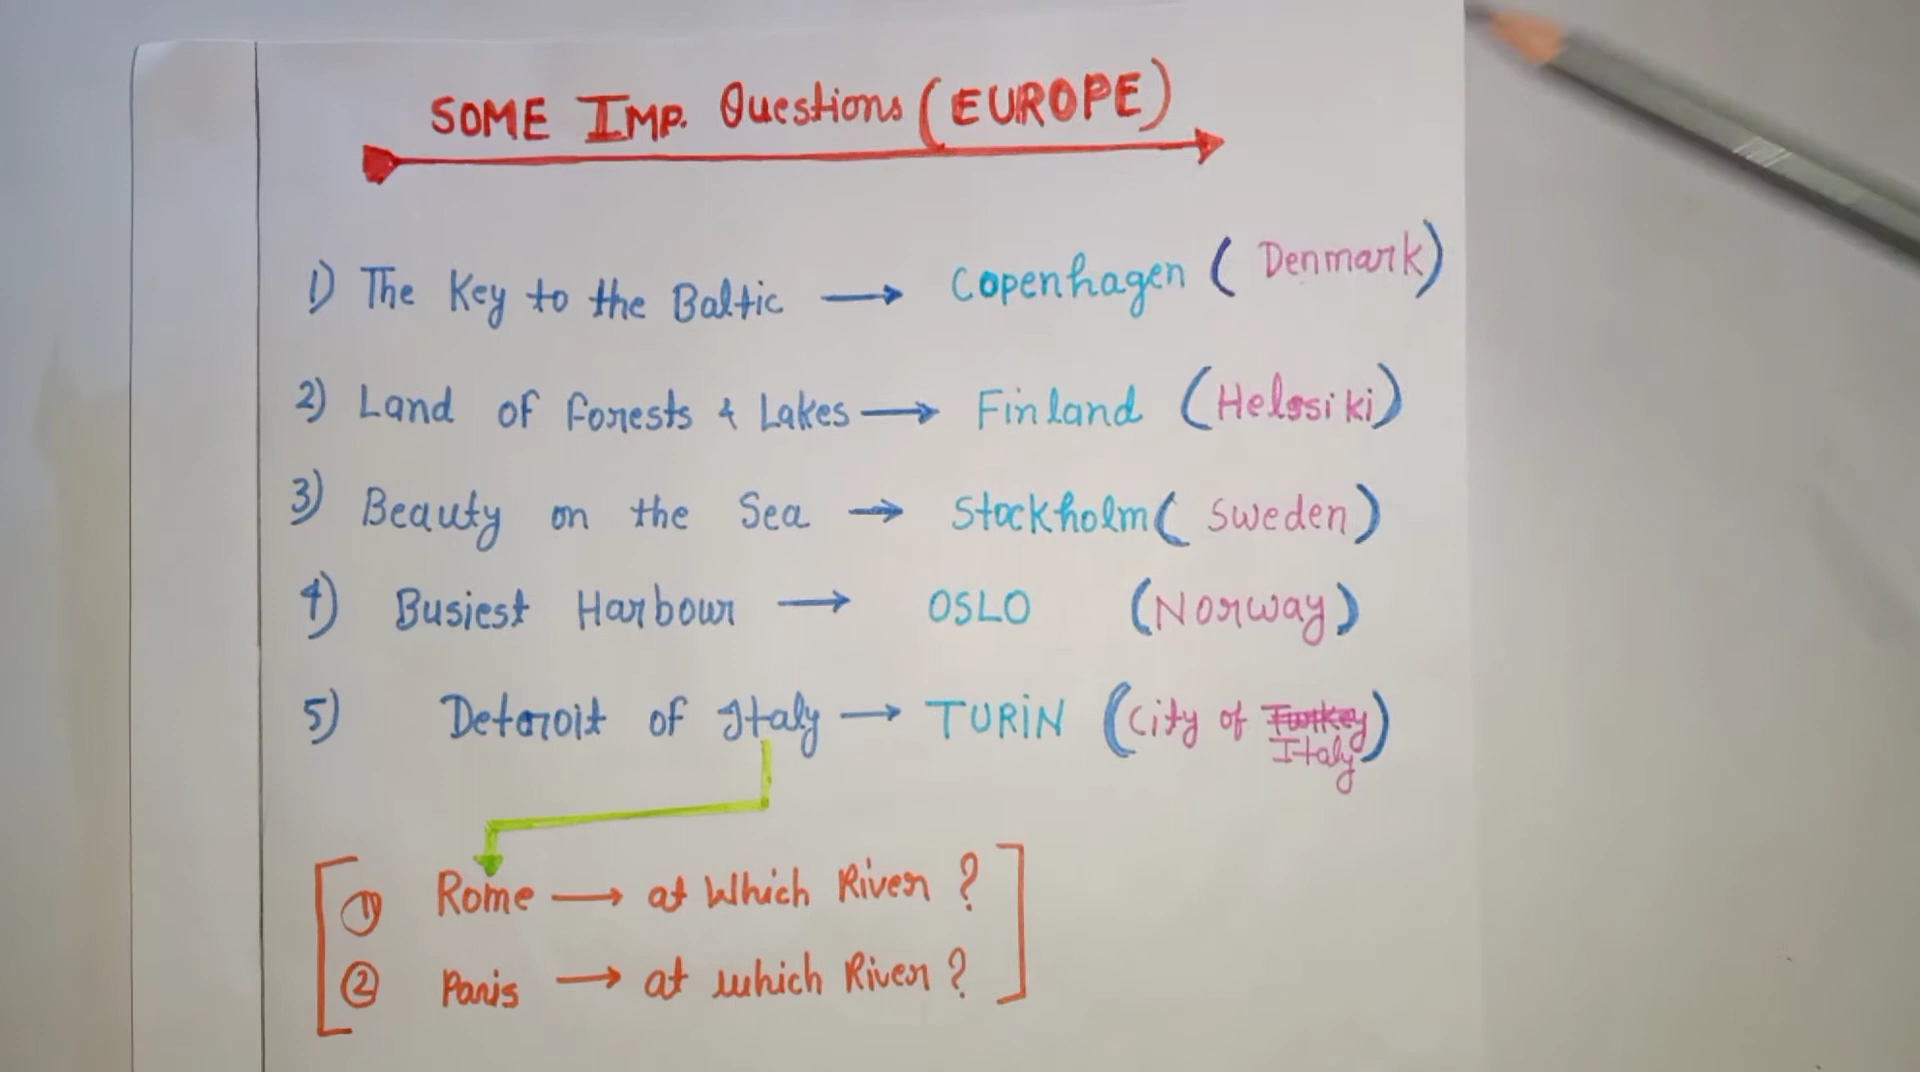 SOME IMP. Questions (EUROPE)
1) The Key to the Baltic → Copenhagen (Denmark)
2) Land of Forests & Lakes → Finland (Helssiki)
3) Beauty on the Sea → Stockholm (Sweden)
4) Busiest Harbour → OSLO (Norway)
5) Detroit of Italy → TURIN (City of Turkey
Italy)
① Rome → at Which River ?
② Paris → at which River ?